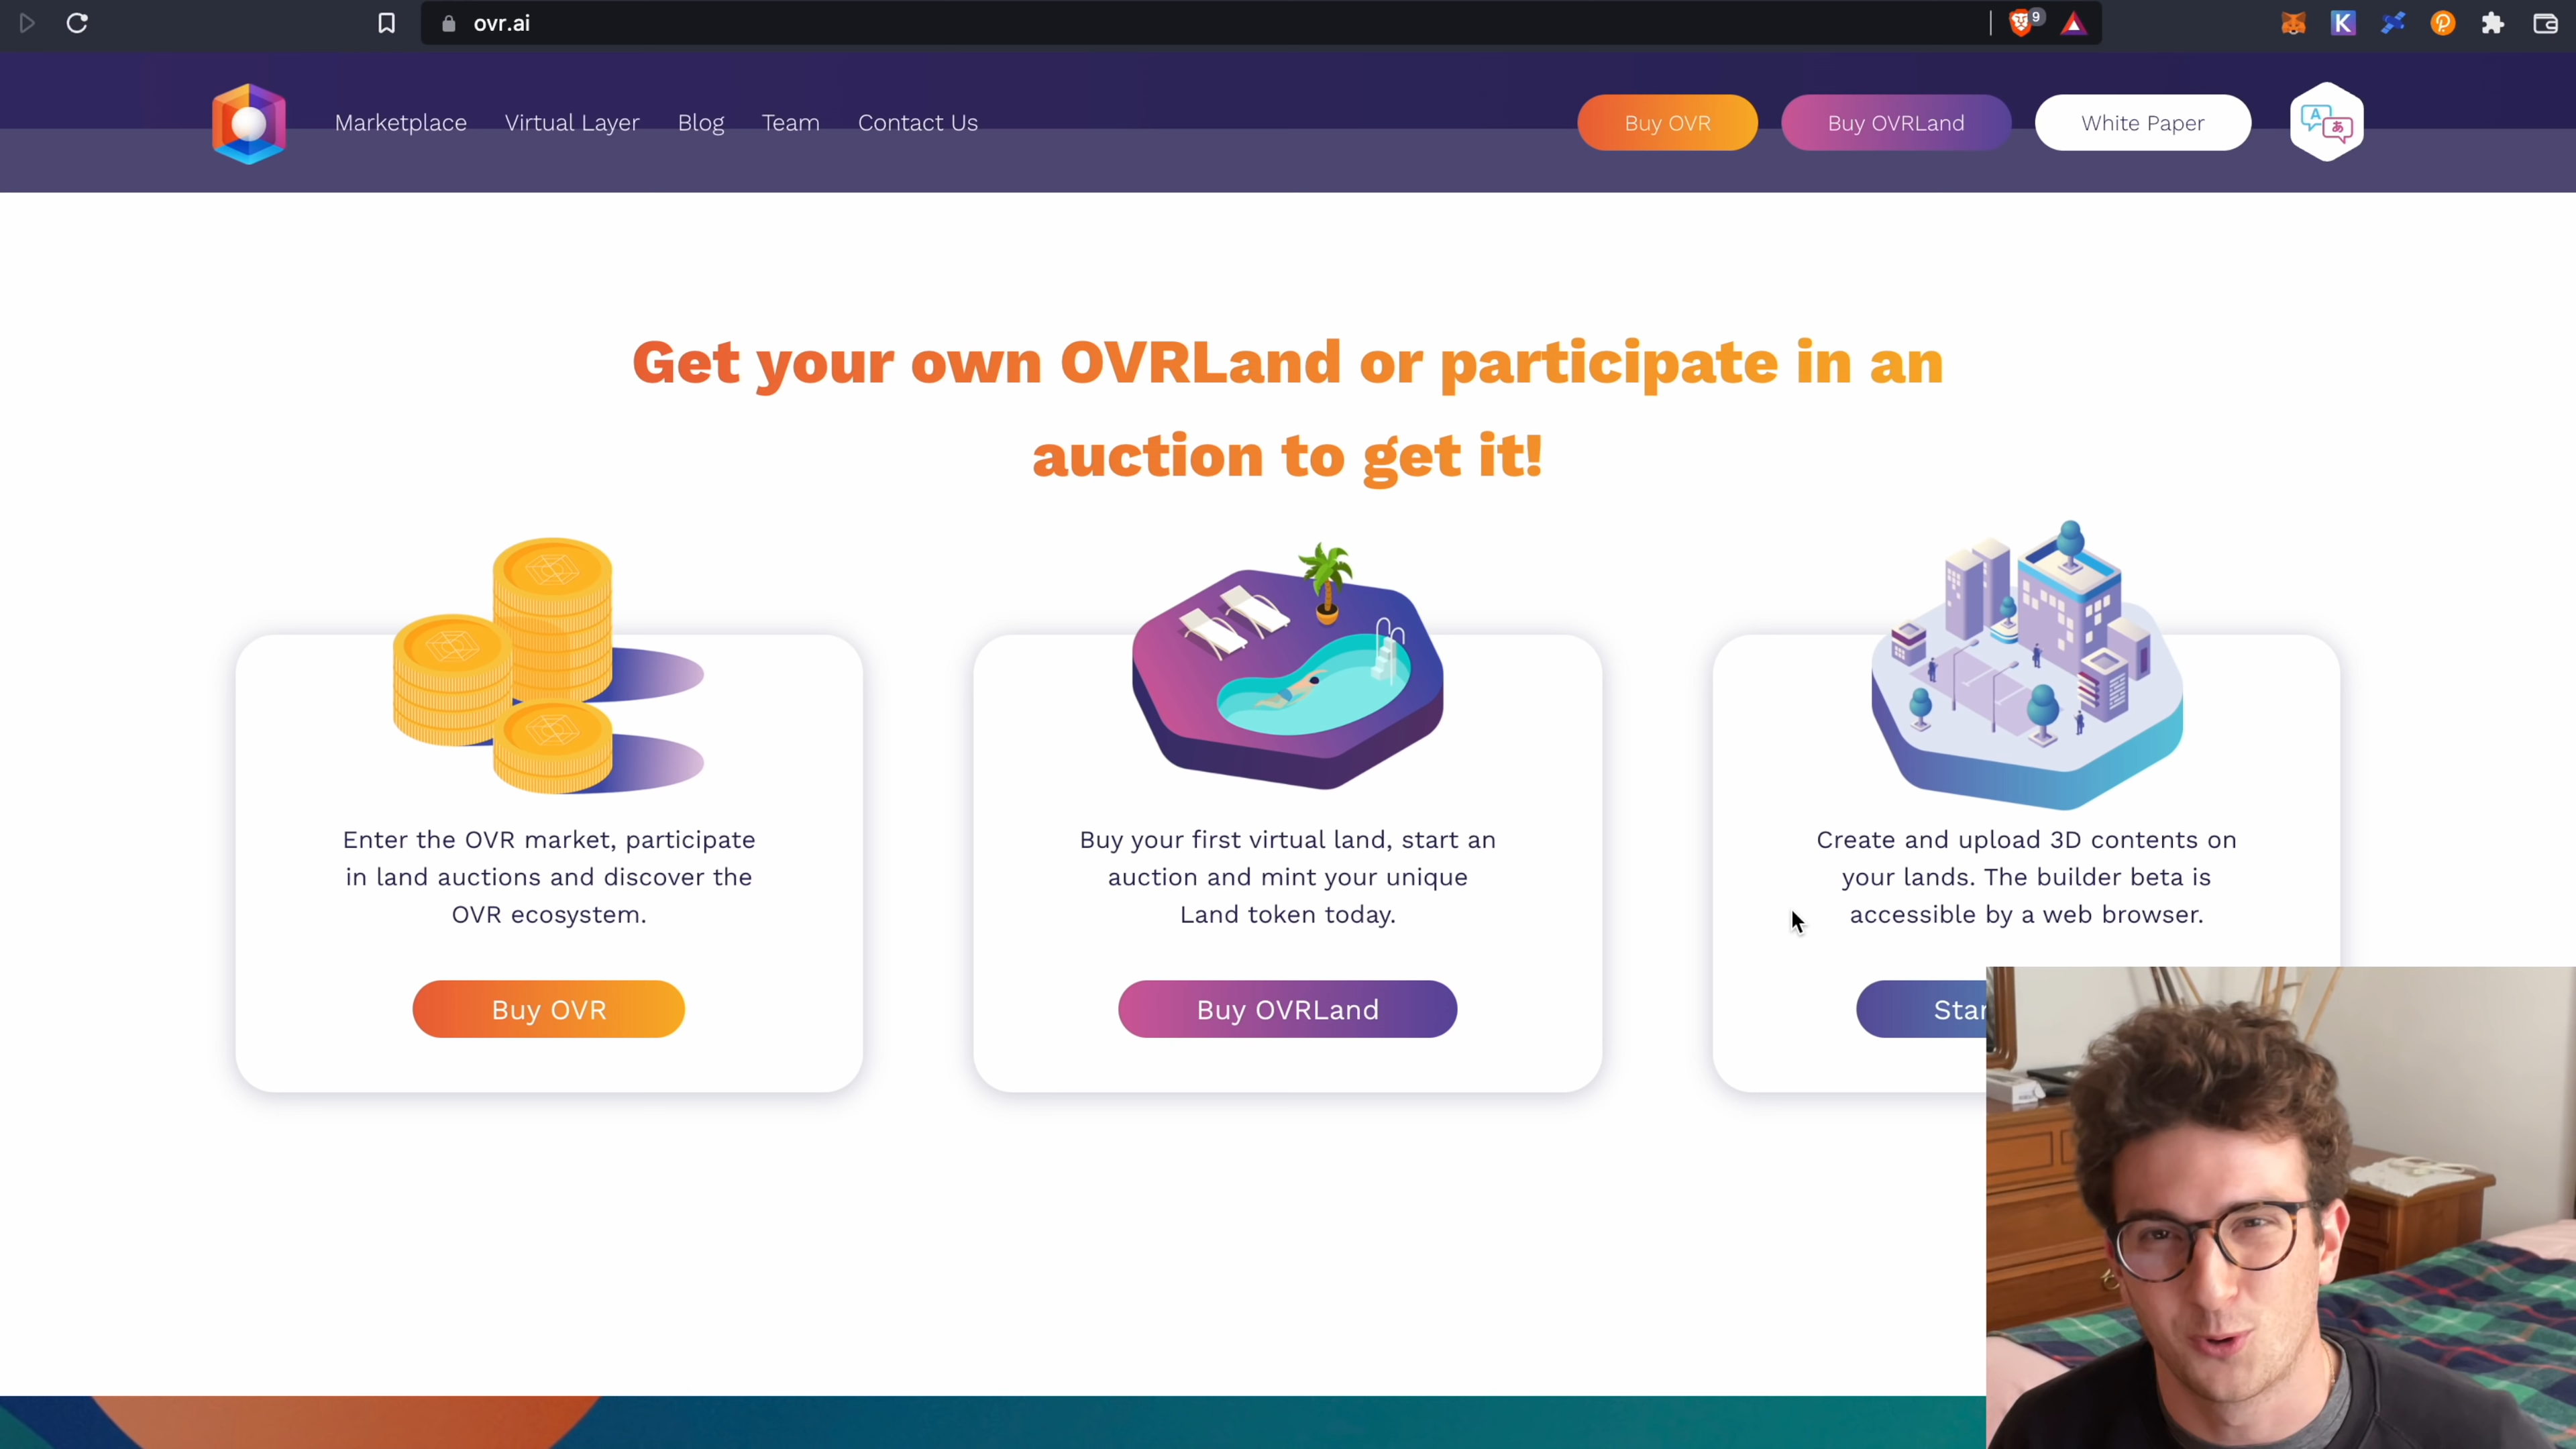 ovr.ai
9
K
Marketplace
Virtual Layer
Blog
Team
Contact Us
Buy OVR
Buy OVRLand
White Paper
A
あ
Get your own OVRLand or participate in an
auction to get it!
Enter the OVR market, participate
in land auctions and discover the
OVR ecosystem.
Buy OVR
Buy your first virtual land, start an
auction and mint your unique
Land token today.
Buy OVRLand
Create and upload 3D contents on
your lands. The builder beta is
accessible by a web browser.